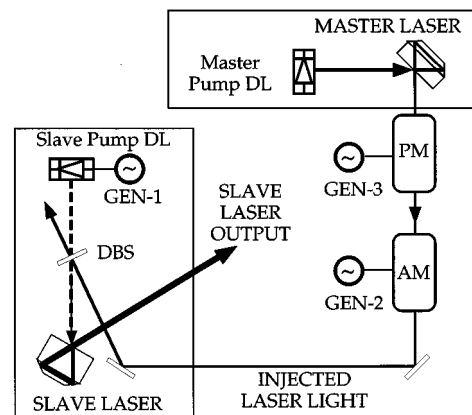 MASTER LASER
Master
Pump DL
Slave Pump DL
GEN-1
SLAVE
LASER
OUTPUT
PM
GEN-3
DBS
AM
GEN-2
INJECTED
LASER LIGHT
SLAVE LASER